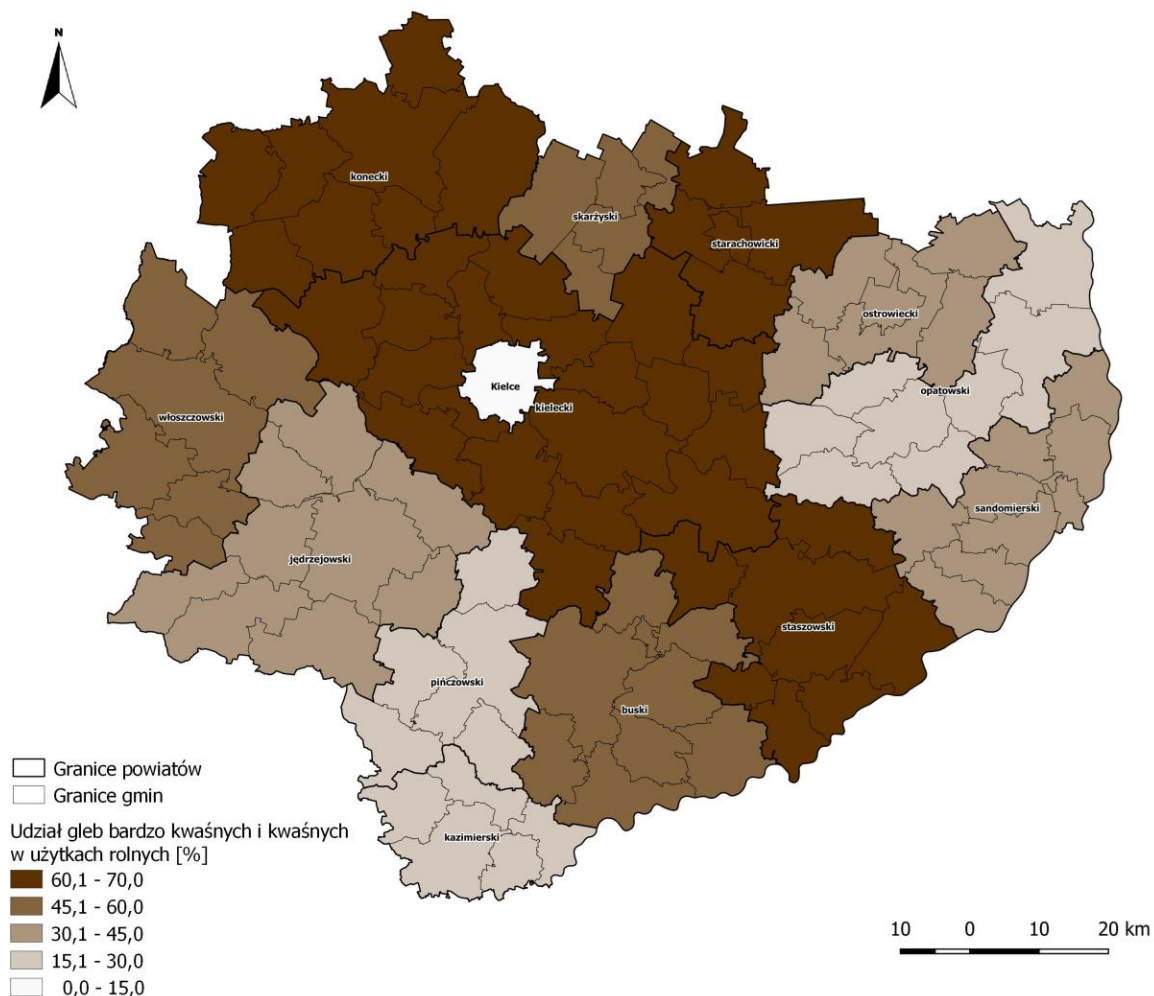 N
konecki
skarżyski
starachowicki
ostrowiecki
Kielce
kielecki
opatowski
włoszczowski
sandomierski
jędrzejowski
staszowski
pińczowski
buski
kazimierski
Granice powiatów
Granice gmin
Udział gleb bardzo kwaśnych i kwaśnych
w użytkach rolnych [%]
60,1 - 70,0
45,1 - 60,0
30,1 - 45,0
15,1 - 30,0
0,0 - 15,0
10 0 10 20 km